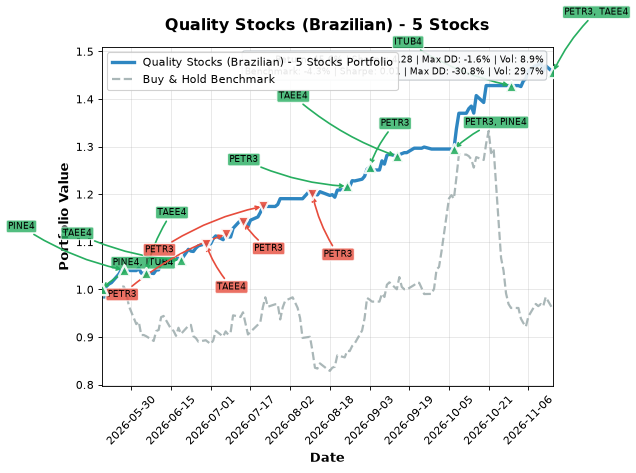 Quality Stocks (Brazilian) - 5 Stocks
PETR3, TAEE4
ITUB4
Quality Stocks (Brazilian) - 5 Stocks Portfolio
Buy & Hold Benchmark
.28 | Max DD: -1.6% | Vol: 8.9%
| Max DD: -30.8% | Vol: 29.7%
TAEE4
PETR3
PETR3, PINE4
PETR3
TAEE4
PINE4
TAEE4
PETR3
PINE4, ITUB4
PETR3
PETR3
TAEE4
PETR3
Portfolio Value
1.5
1.4
1.3
1.2
1.1
1.0
0.9
0.8
2026-05-30
2026-06-15
2026-07-01
2026-07-17
2026-08-02
2026-08-18
2026-09-03
2026-09-19
2026-10-05
2026-10-21
2026-11-06
Date